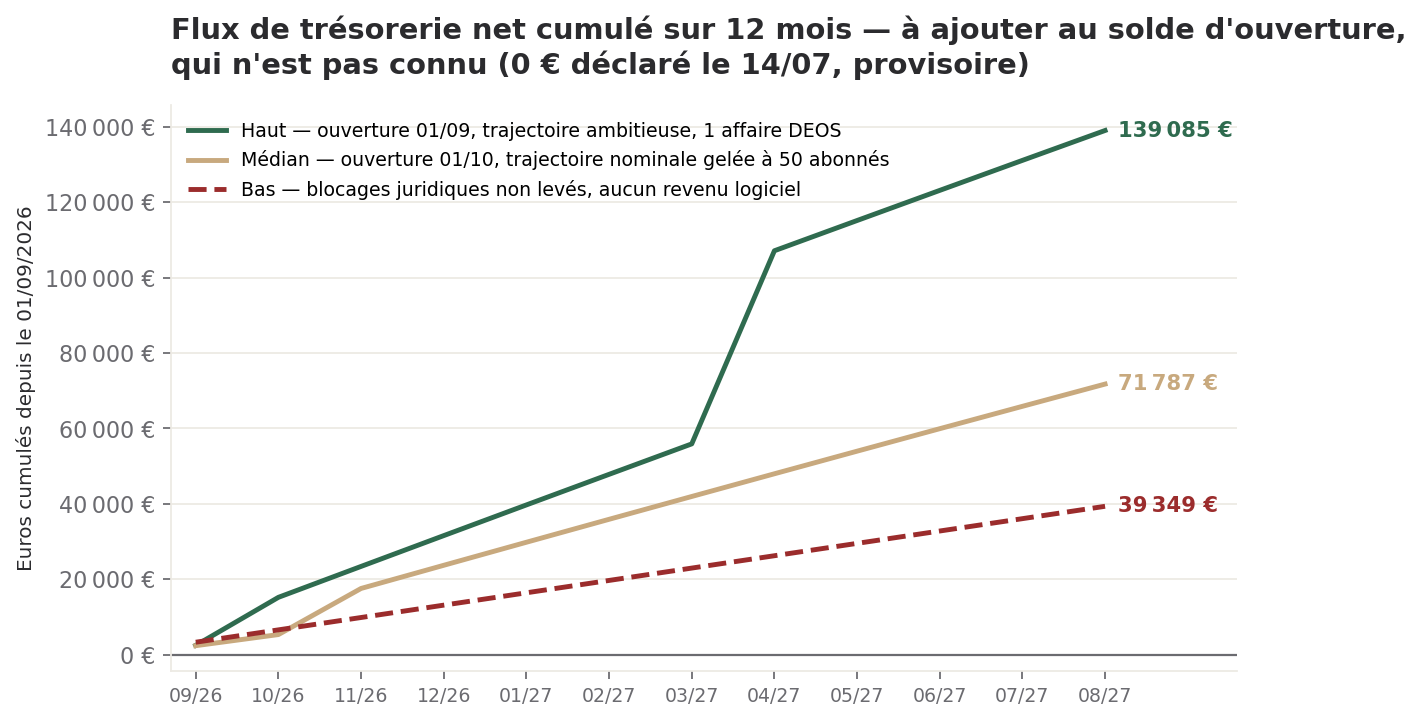 Flux de trésorerie net cumulé sur 12 mois — à ajouter au solde d'ouverture,
qui n'est pas connu (0 € déclaré le 14/07, provisoire)
Euros cumulés depuis le 01/09/2026
140 000 €
120 000 €
100 000 €
80 000 €
60 000 €
40 000 €
20 000 €
0 €
Haut — ouverture 01/09, trajectoire ambitieuse, 1 affaire DEOS
Médian — ouverture 01/10, trajectoire nominale gelée à 50 abonnés
Bas — blocages juridiques non levés, aucun revenu logiciel
139 085 €
71 787 €
39 349 €
09/26
10/26
11/26
12/26
01/27
02/27
03/27
04/27
05/27
06/27
07/27
08/27